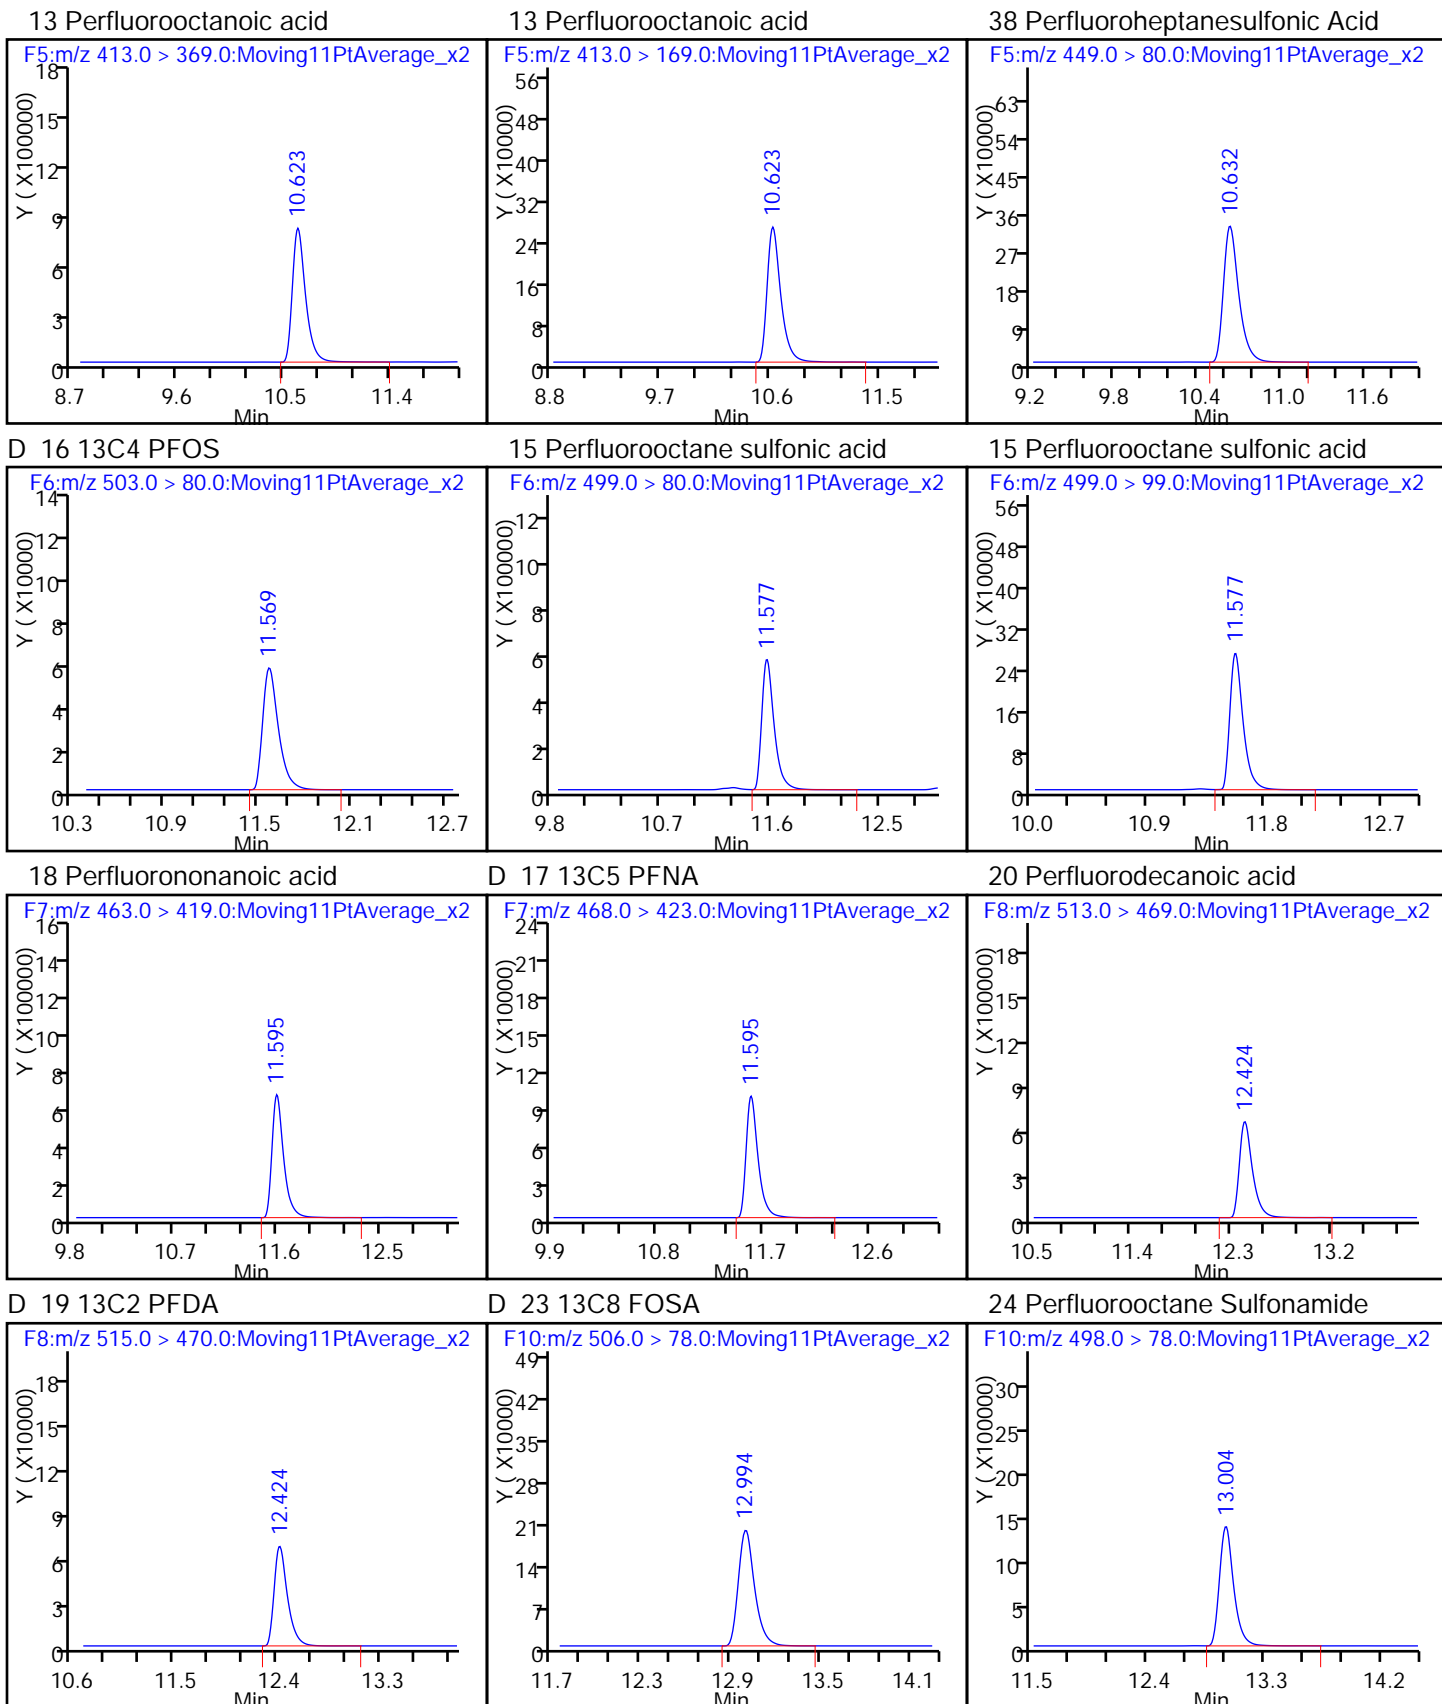 13 Perfluorooctanoic acid
F5:m/z 413.0 > 369.0:Moving11PtAverage_x2
Y ( X100000)
18
15
12
9
6
3
0
10.623
8.7 9.6 10.5 11.4
Min
13 Perfluorooctanoic acid
F5:m/z 413.0 > 169.0:Moving11PtAverage_x2
Y ( X10000)
56
48
40
32
24
16
8
0
10.623
8.8 9.7 10.6 11.5
Min
38 Perfluoroheptanesulfonic Acid
F5:m/z 449.0 > 80.0:Moving11PtAverage_x2
Y ( X10000)
63
54
45
36
27
18
9
0
10.632
9.2 9.8 10.4 11.0 11.6
Min
D 16 13C4 PFOS
F6:m/z 503.0 > 80.0:Moving11PtAverage_x2
Y ( X10000)
14
12
10
8
6
4
2
0
11.569
10.3 10.9 11.5 12.1 12.7
Min
15 Perfluorooctane sulfonic acid
F6:m/z 499.0 > 80.0:Moving11PtAverage_x2
Y ( X100000)
12
10
8
6
4
2
0
11.577
9.8 10.7 11.6 12.5
Min
15 Perfluorooctane sulfonic acid
F6:m/z 499.0 > 99.0:Moving11PtAverage_x2
Y ( X10000)
56
48
40
32
24
16
8
0
11.577
10.0 10.9 11.8 12.7
Min
18 Perfluorononanoic acid
F7:m/z 463.0 > 419.0:Moving11PtAverage_x2
Y ( X100000)
16
14
12
10
8
6
4
2
0
11.595
9.8 10.7 11.6 12.5
Min
D 17 13C5 PFNA
F7:m/z 468.0 > 423.0:Moving11PtAverage_x2
Y ( X100000)
24
21
18
15
12
9
6
3
0
11.595
9.9 10.8 11.7 12.6
Min
20 Perfluorodecanoic acid
F8:m/z 513.0 > 469.0:Moving11PtAverage_x2
Y ( X100000)
18
15
12
9
6
3
0
12.424
10.5 11.4 12.3 13.2
Min
D 19 13C2 PFDA
F8:m/z 515.0 > 470.0:Moving11PtAverage_x2
Y ( X100000)
18
15
12
9
6
3
0
12.424
10.6 11.5 12.4 13.3
Min
D 23 13C8 FOSA
F10:m/z 506.0 > 78.0:Moving11PtAverage_x2
Y ( X100000)
49
42
35
28
21
14
7
0
12.994
11.7 12.3 12.9 13.5 14.1
Min
24 Perfluorooctane Sulfonamide
F10:m/z 498.0 > 78.0:Moving11PtAverage_x2
Y ( X100000)
30
25
20
15
10
5
0
13.004
11.5 12.4 13.3 14.2
Min